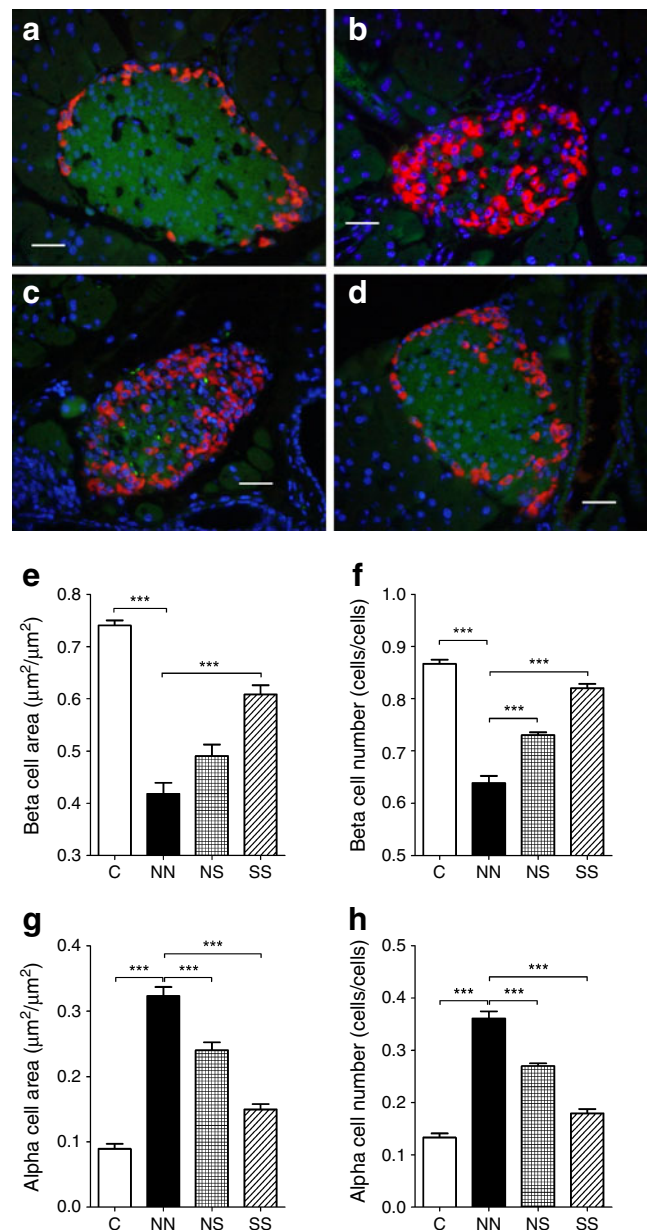 a
b
c
d
e
0.8
0.7
0.6
0.5
0.4
0.3
Beta cell area (μm²/μm²)
***
***
C NN NS SS
f
1.0
0.9
0.8
0.7
0.6
0.5
Beta cell number (cells/cells)
***
***
***
C NN NS SS
g
0.4
0.3
0.2
0.1
0.0
Alpha cell area (μm²/μm²)
***
***
***
C NN NS SS
h
0.5
0.4
0.3
0.2
0.1
0.0
Alpha cell number (cells/cells)
***
***
***
C NN NS SS